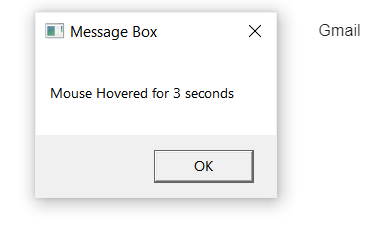 Message Box
Gmail
Mouse Hovered for 3 seconds
OK